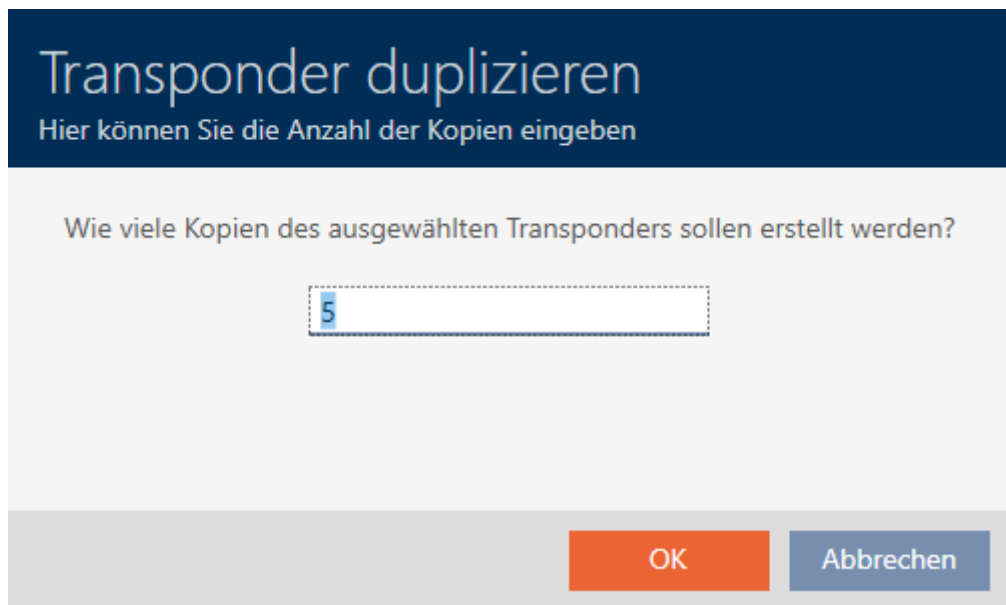 Transponder duplizieren
Hier können Sie die Anzahl der Kopien eingeben
Wie viele Kopien des ausgewählten Transponders sollen erstellt werden?
5
OK
Abbrechen